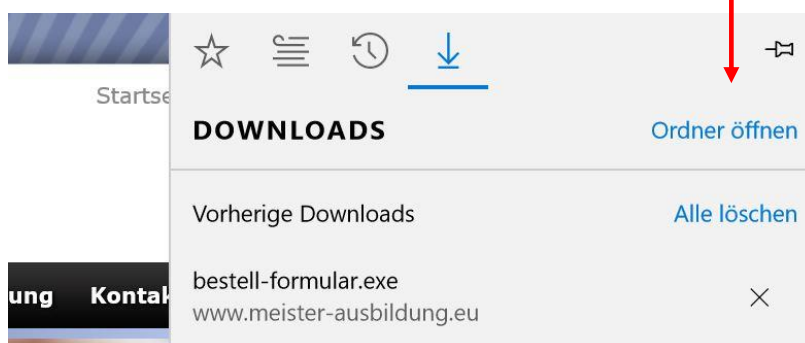 Startse
DOWNLOADS
Ordner öffnen
Vorherige Downloads
Alle löschen
bestell-formular.exe
www.meister-ausbildung.eu
ung Kontak